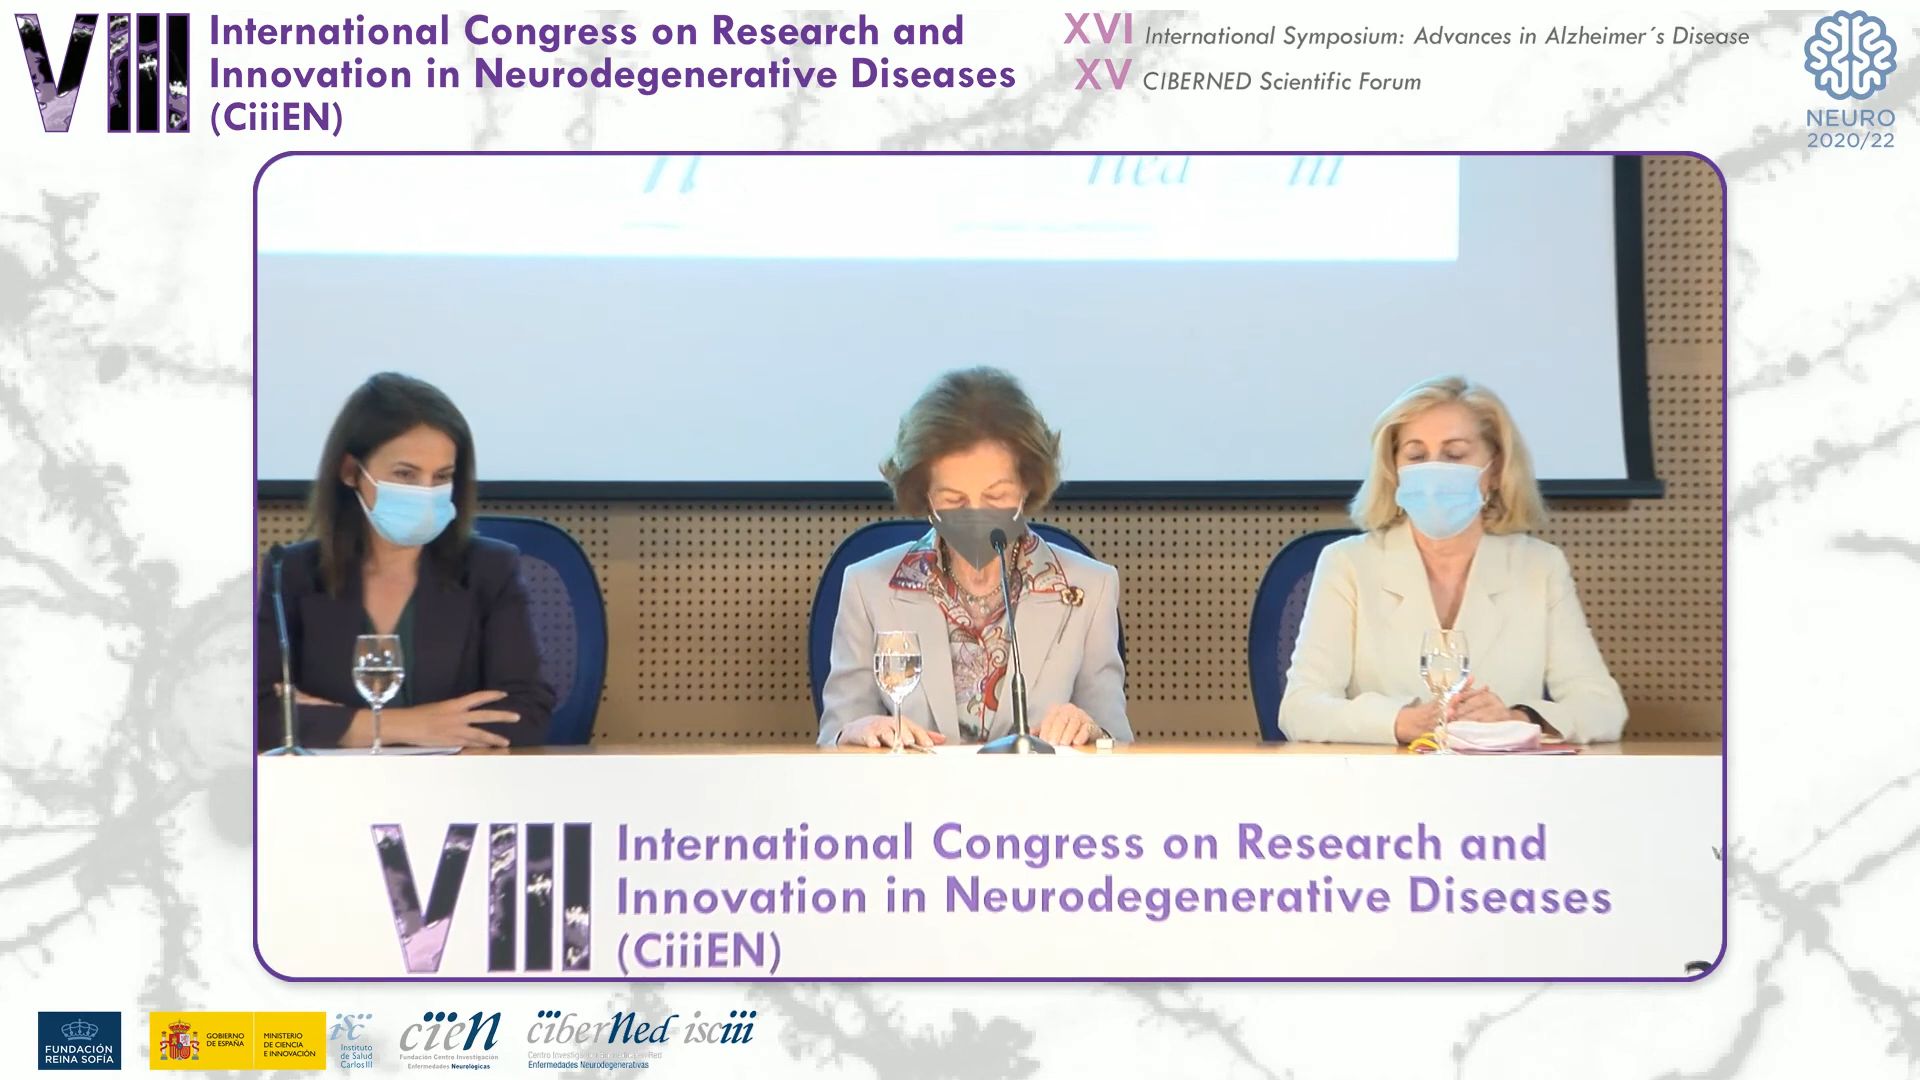 VIII
International Congress on Research and
Innovation in Neurodegenerative Diseases
(CiiiEN)
XVI International Symposium: Advances in Alzheimer´s Disease
XV CIBERNED Scientific Forum
NEURO
2020/22
VIII
International Congress on Research and
Innovation in Neurodegenerative Diseases
(CiiiEN)
FUNDACIÓN
REINA SOFÍA
GOBIERNO
DE ESPAÑA
MINISTERIO
DE CIENCIA
E INNOVACIÓN
isc
Instituto
de Salud
Carlos III
cien
Fundación Centro Investigación
Enfermedades Neurológicas
ciberned isciii
Enfermedades Neurodegenerativas